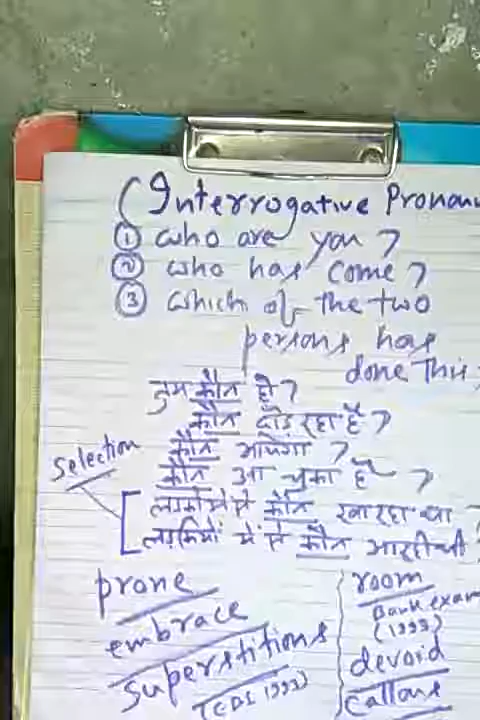 (Interrogative Pronou
① who are you?
② who has come?
③ which of the two
persons has
done this
तुम कौन हो?
कौन दौड़ रहा है?
कौन आयेगा?
कौन आ चुका है?
Selection
लड़कों में से कौन खा रहा था
लड़कियों में से कौन आ रही थी
prone
embrace
superstitions
(CDS 1993)
room
Bank exam
(1993)
devoid
callous